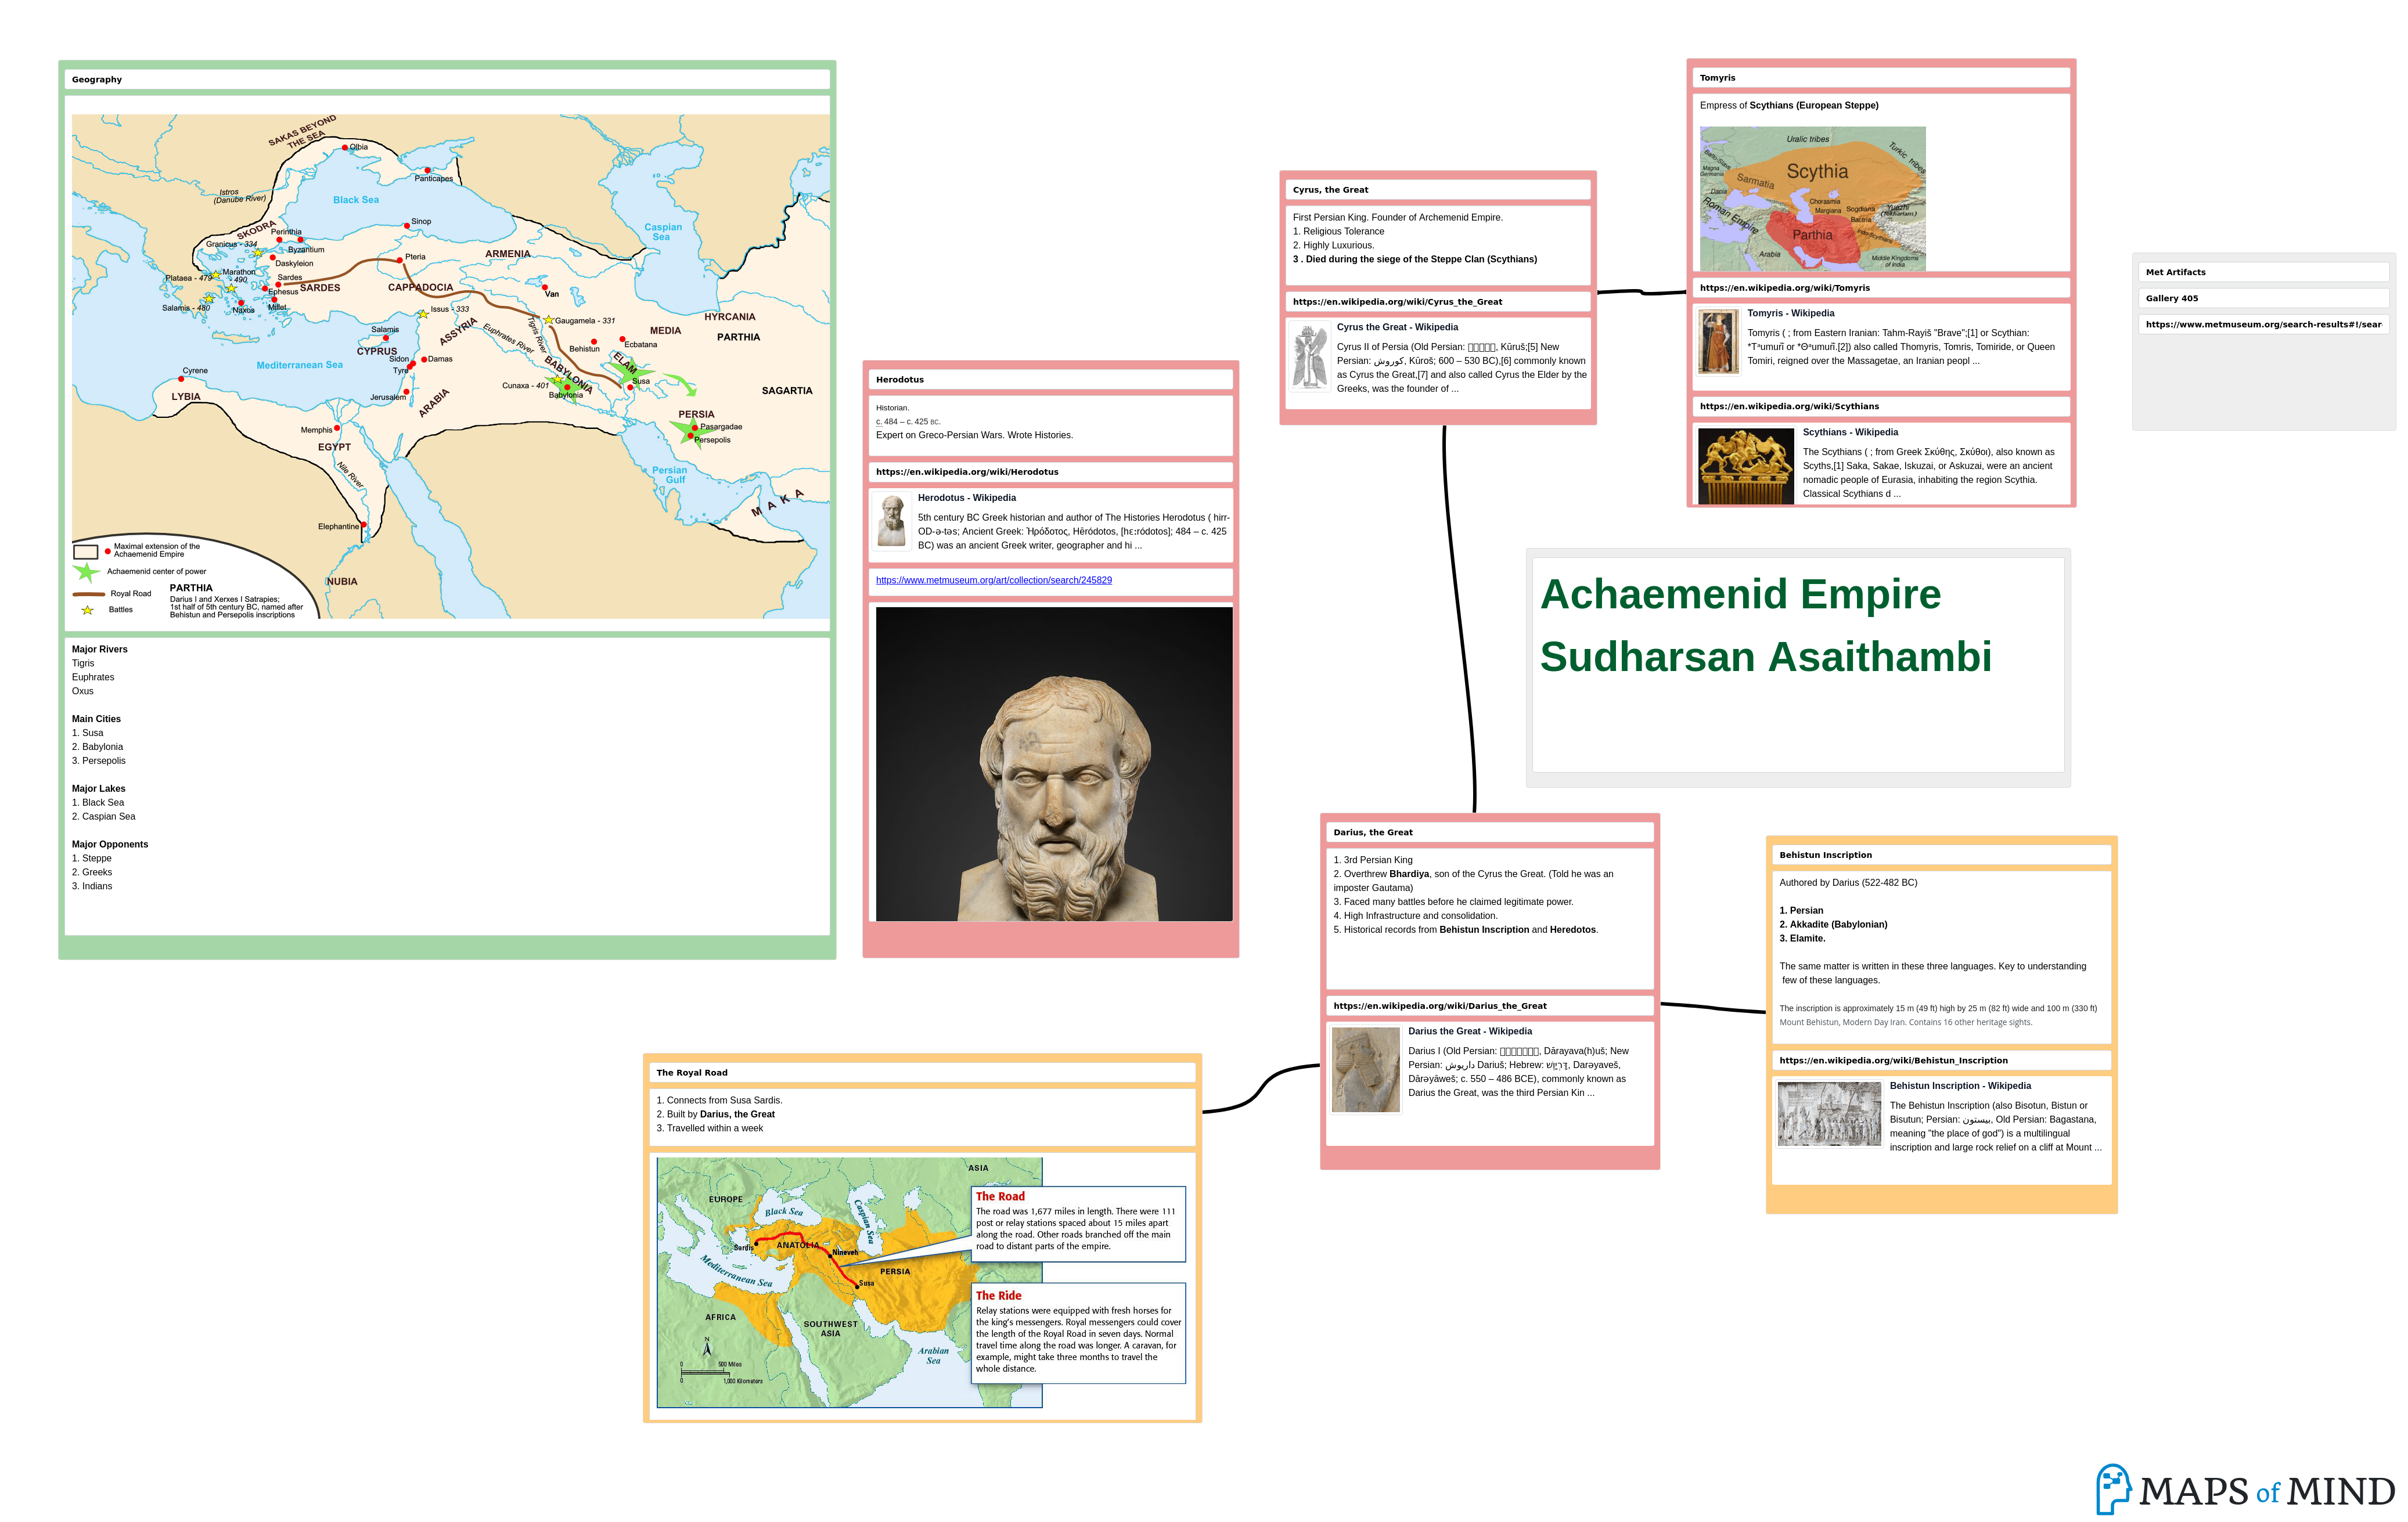 Geography
SAKAS BEYOND
THE SEA
Olbia
Panticapes
Istros
(Danube River)
Black Sea
Caspian
Sea
SKODRA
Sinop
Perinthia
Granicus - 334
Byzantium
Daskyleion
Pteria
ARMENIA
Plataea - 479
Marathon
- 490
Sardes
Ephesus
SARDES
CAPPADOCIA
Van
Salamis - 480
Naxos
Millet
Issus - 333
Gaugamela - 331
HYRCANIA
MEDIA
PARTHIA
Salamis
CYPRUS
ASSYRIA
Euphrates River
Tigris River
Behistun
Ecbatana
Mediterranean Sea
Sidon
Damas
Tyre
BABYLONIA
ELAM
Cyrene
Cunaxa - 401
Susa
SAGARTIA
LYBIA
Jerusalem
ARABIA
Babylonia
PERSIA
Memphis
Pasargadae
Persepolis
EGYPT
Nile River
Persian
Gulf
MAKA
Elephantine
Maximal extension of the
Achaemenid Empire
Achaemenid center of power
Royal Road
Battles
PARTHIA
Darius I and Xerxes I Satrapies;
1st half of 5th century BC, named after
Behistun and Persepolis inscriptions
NUBIA
Major Rivers
Tigris
Euphrates
Oxus
Main Cities
1. Susa
2. Babylonia
3. Persepolis
Major Lakes
1. Black Sea
2. Caspian Sea
Major Opponents
1. Steppe
2. Greeks
3. Indians
Herodotus
Historian.
c. 484 – c. 425 BC.
Expert on Greco-Persian Wars. Wrote Histories.
https://en.wikipedia.org/wiki/Herodotus
Herodotus - Wikipedia
5th century BC Greek historian and author of The Histories Herodotus ( hirr-
OD-ə-təs; Ancient Greek: Ἡρόδοτος, Hēródotos, [hɛːródotos]; 484 – c. 425
BC) was an ancient Greek writer, geographer and hi ...
https://www.metmuseum.org/art/collection/search/245829
Cyrus, the Great
First Persian King. Founder of Archemenid Empire.
1. Religious Tolerance
2. Highly Luxurious.
3 . Died during the siege of the Steppe Clan (Scythians)
https://en.wikipedia.org/wiki/Cyrus_the_Great
Cyrus the Great - Wikipedia
Cyrus II of Persia (Old Persian: , Kūruš;[5] New
Persian: کوروش, Kūroš; 600 – 530 BC),[6] commonly known
as Cyrus the Great,[7] and also called Cyrus the Elder by the
Greeks, was the founder of ...
Tomyris
Empress of Scythians (European Steppe)
Uralic tribes
Turkic tribes
Balto-Slavs
Magna
Germania
Scythia
Sarmatia
Dacia
Roman Empire
Chorasmia
Margiana
Sogdiana
Bactria
Yuezhi
(Tokharians)
Parthia
Indo-Scythians
Arabia
Middle Kingdoms
of India
https://en.wikipedia.org/wiki/Tomyris
Tomyris - Wikipedia
Tomyris ( ; from Eastern Iranian: Tahm-Rayiš "Brave";[1] or Scythian:
also called Thomyris, Tomris, Tomiride, or Queen
Tomiri, reigned over the Massagetae, an Iranian peopl ...
https://en.wikipedia.org/wiki/Scythians
Scythians - Wikipedia
The Scythians ( ; from Greek Σκύθης, Σκύθοι), also known as
Scyths,[1] Saka, Sakae, Iskuzai, or Askuzai, were an ancient
nomadic people of Eurasia, inhabiting the region Scythia.
Classical Scythians d ...
Met Artifacts
Gallery 405
https://www.metmuseum.org/search-results#!/sear
Achaemenid Empire
Sudharsan Asaithambi
Darius, the Great
1. 3rd Persian King
2. Overthrew Bhardiya, son of the Cyrus the Great. (Told he was an
imposter Gautama)
3. Faced many battles before he claimed legitimate power.
4. High Infrastructure and consolidation.
5. Historical records from Behistun Inscription and Heredotos.
https://en.wikipedia.org/wiki/Darius_the_Great
Darius the Great - Wikipedia
Darius I (Old Persian: , Dārayava(h)uš; New
Persian: داریوش Dariuš; Hebrew: דָּרְיָוֶשׁ, Darəyaveš,
Dārəyāweš; c. 550 – 486 BCE), commonly known as
Darius the Great, was the third Persian Kin ...
Behistun Inscription
Authored by Darius (522-482 BC)
1. Persian
2. Akkadite (Babylonian)
3. Elamite.
The same matter is written in these three languages. Key to understanding
few of these languages.
The inscription is approximately 15 m (49 ft) high by 25 m (82 ft) wide and 100 m (330 ft)
Mount Behistun, Modern Day Iran. Contains 16 other heritage sights.
https://en.wikipedia.org/wiki/Behistun_Inscription
Behistun Inscription - Wikipedia
The Behistun Inscription (also Bisotun, Bistun or
Bisutun; Persian: بیستون, Old Persian: Bagastana,
meaning "the place of god") is a multilingual
inscription and large rock relief on a cliff at Mount ...
The Royal Road
1. Connects from Susa Sardis.
2. Built by Darius, the Great
3. Travelled within a week
ASIA
EUROPE
Black Sea
Caspian Sea
Sardis
ANATOLIA
Nineveh
Mediterranean Sea
PERSIA
Susa
AFRICA
SOUTHWEST
ASIA
Arabian
Sea
N
0 500 Miles
0 1,000 Kilometers
The Road
The road was 1,677 miles in length. There were 111
post or relay stations spaced about 15 miles apart
along the road. Other roads branched off the main
road to distant parts of the empire.
The Ride
Relay stations were equipped with fresh horses for
the king's messengers. Royal messengers could cover
the length of the Royal Road in seven days. Normal
travel time along the road was longer. A caravan, for
example, might take three months to travel the
whole distance.
MAPS of MIND